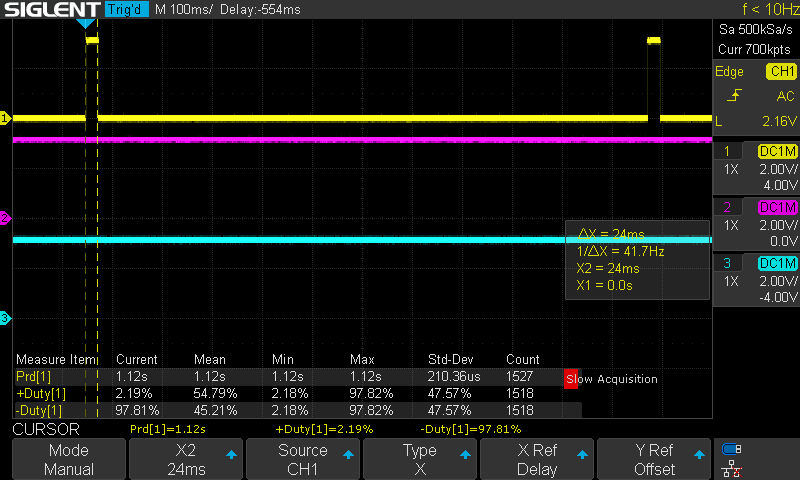 SIGLENT Trig'd M 100ms/ Delay:-554ms f < 10Hz
Sa 500kSa/s
Curr 700kpts
Edge CH1
AC
L 2.16V
1 DC1M
1X 2.00V/
4.00V
2 DC1M
1X 2.00V/
0.0V
3 DC1M
1X 2.00V/
-4.00V
1
2
3
ΔX = 24ms
1/ΔX = 41.7Hz
X2 = 24ms
X1 = 0.0s
Measure Item Current Mean Min Max Std-Dev Count
Prd[1] 1.12s 1.12s 1.12s 1.12s 210.36us 1527
+Duty[1] 2.19% 54.79% 2.18% 97.82% 47.57% 1518
-Duty[1] 97.81% 45.21% 2.18% 97.82% 47.57% 1518
Slow Acquisition
CURSOR Prd[1]=1.12s +Duty[1]=2.19% -Duty[1]=97.81%
Mode X2 Source Type X Ref Y Ref
Manual 24ms CH1 X Delay Offset